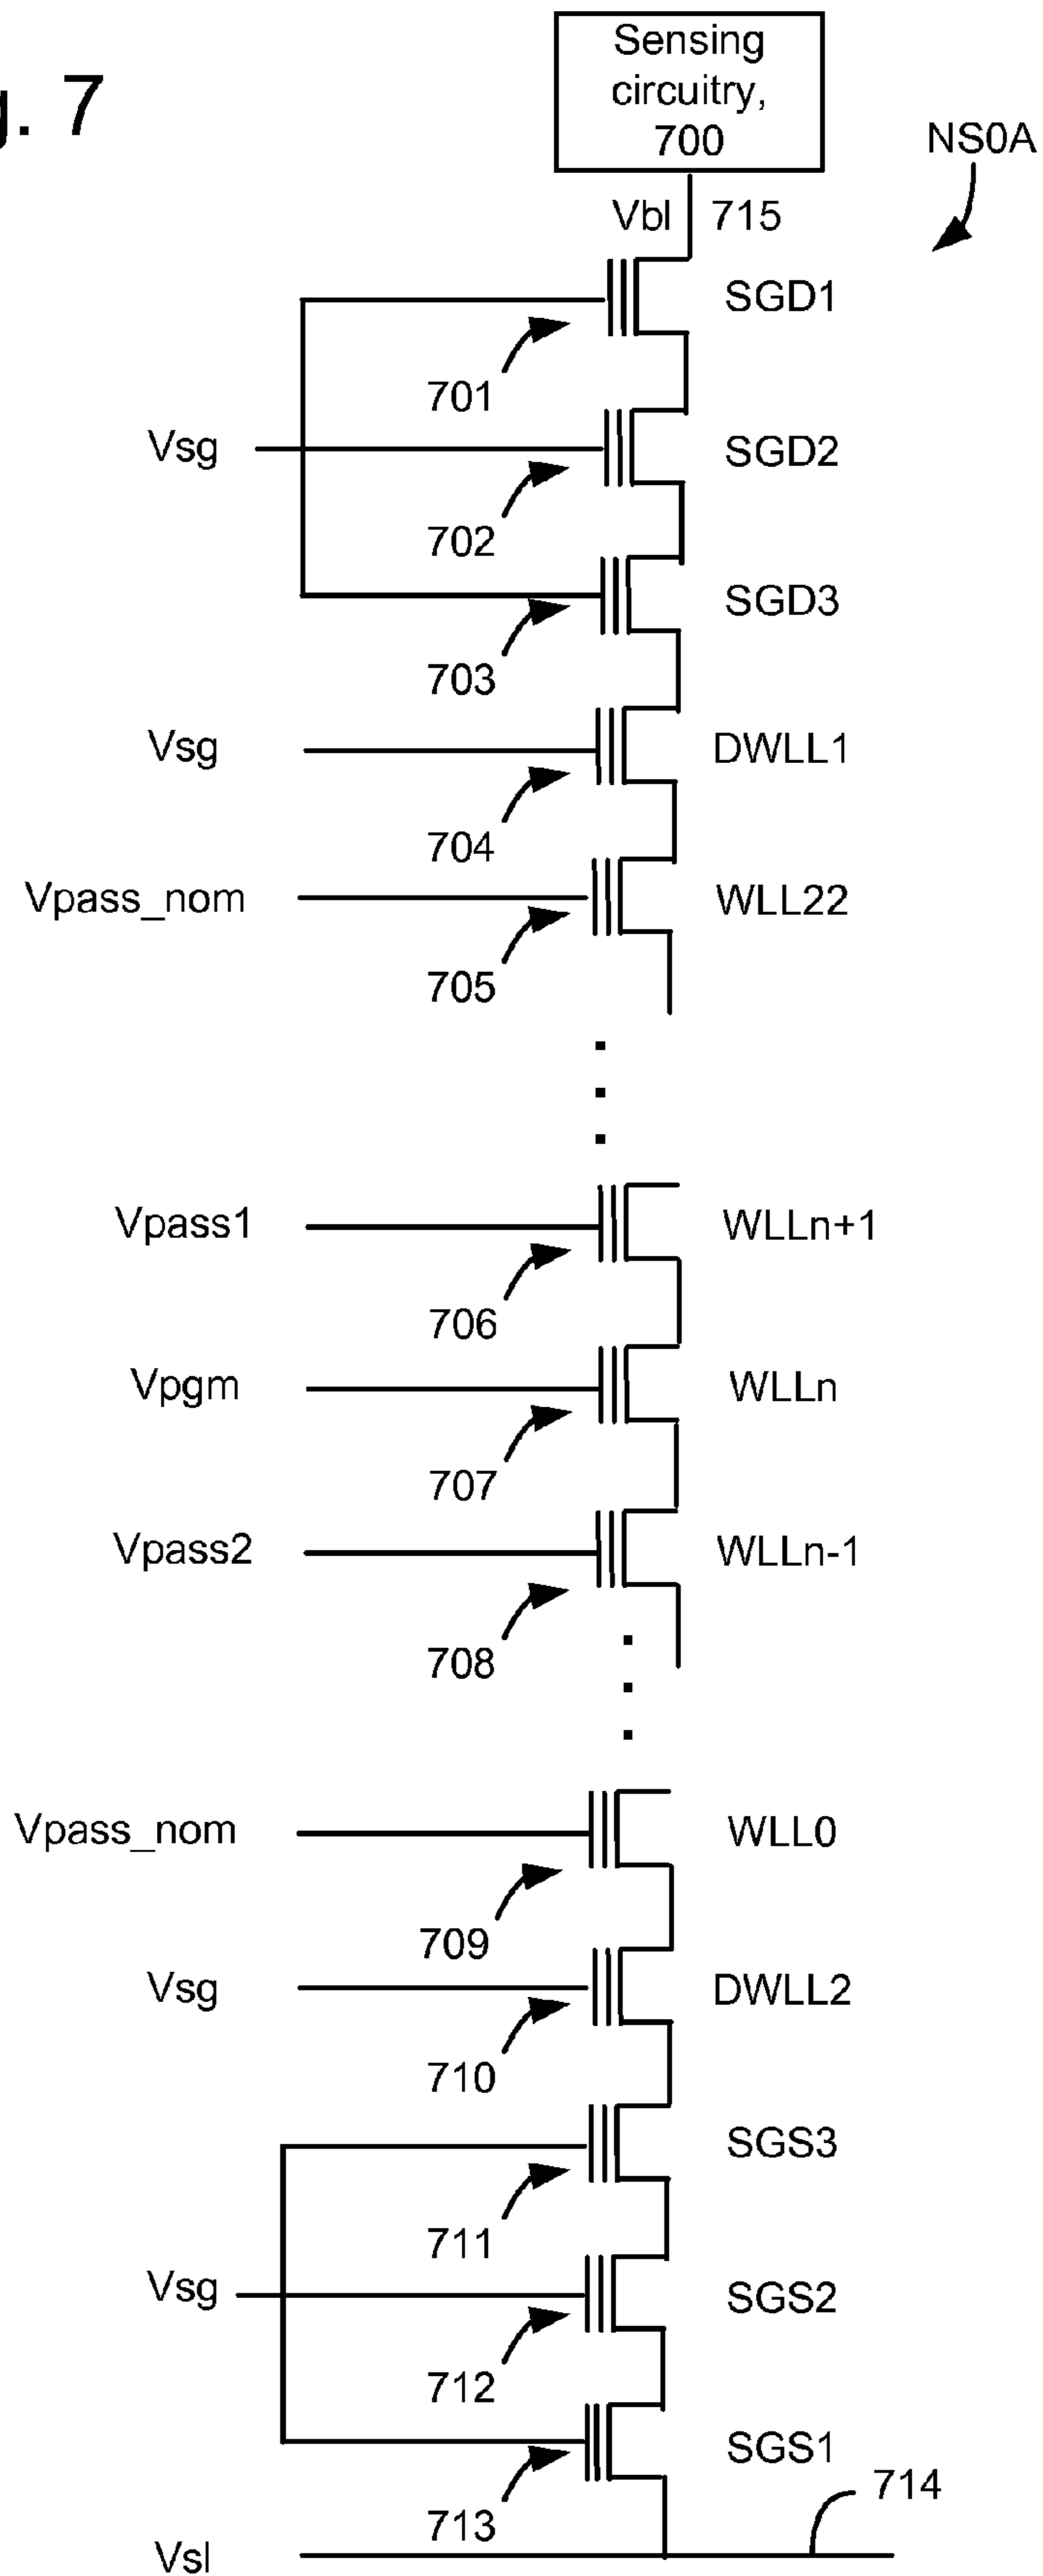 g. 7
Sensing
circuitry,
700
NS0A
Vbl 715
SGD1
701
Vsg
SGD2
702
SGD3
703
Vsg
DWLL1
704
Vpass_nom
WLL22
705
Vpass1
WLLn+1
706
Vpgm
WLLn
707
Vpass2
WLLn-1
708
Vpass_nom
WLL0
709
Vsg
DWLL2
710
SGS3
711
Vsg
SGS2
712
SGS1
713
714
Vsl